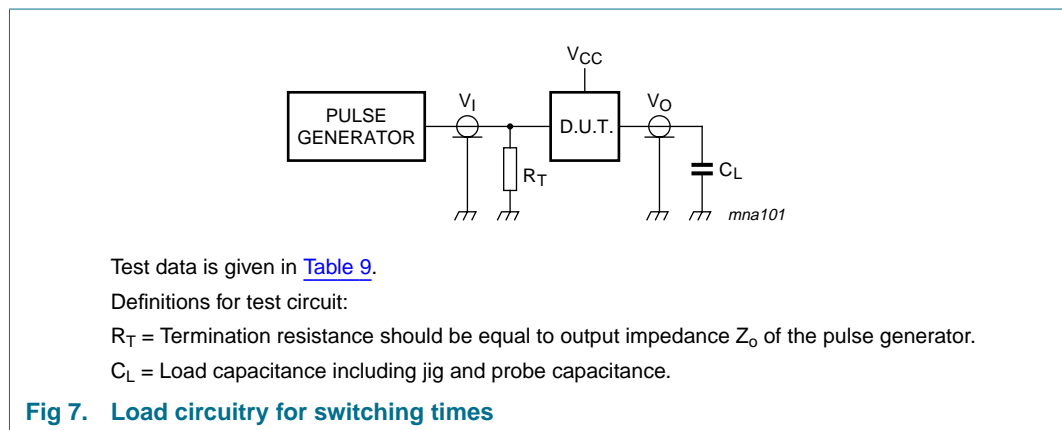 VCC
PULSE
GENERATOR
VI
D.U.T.
VO
RT
CL
mna101
Test data is given in Table 9.
Definitions for test circuit:
RT = Termination resistance should be equal to output impedance Zo of the pulse generator.
CL = Load capacitance including jig and probe capacitance.
Fig 7. Load circuitry for switching times